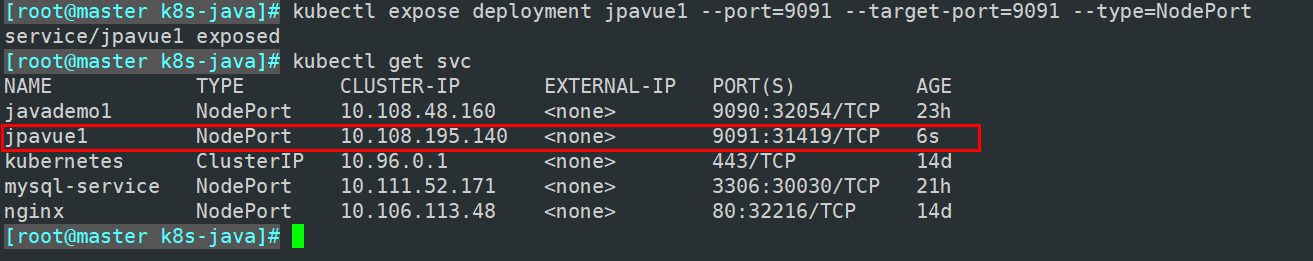 [root@master k8s-java]# kubectl expose deployment jpavue1 --port=9091 --target-port=9091 --type=NodePort
service/jpavue1 exposed
[root@master k8s-java]# kubectl get svc
NAME            TYPE        CLUSTER-IP       EXTERNAL-IP   PORT(S)          AGE
javademo1       NodePort    10.108.48.160    <none>        9090:32054/TCP   23h
jpavue1         NodePort    10.108.195.140   <none>        9091:31419/TCP   6s
kubernetes      ClusterIP   10.96.0.1        <none>        443/TCP          14d
mysql-service   NodePort    10.111.52.171    <none>        3306:30030/TCP   21h
nginx           NodePort    10.106.113.48    <none>        80:32216/TCP     14d
[root@master k8s-java]#